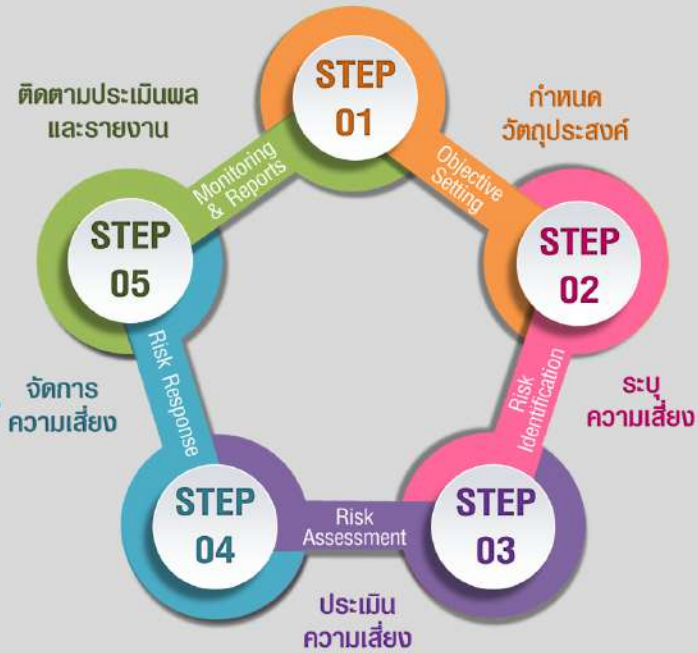 STEP
01
Objective
Setting
กำหนด
วัตถุประสงค์
STEP
02
Risk
Identification
ระบุ
ความเสี่ยง
STEP
03
Risk
Assessment
ประเมิน
ความเสี่ยง
STEP
04
Risk Response
จัดการ
ความเสี่ยง
STEP
05
Monitoring
& Reports
ติดตามประเมินผล
และรายงาน